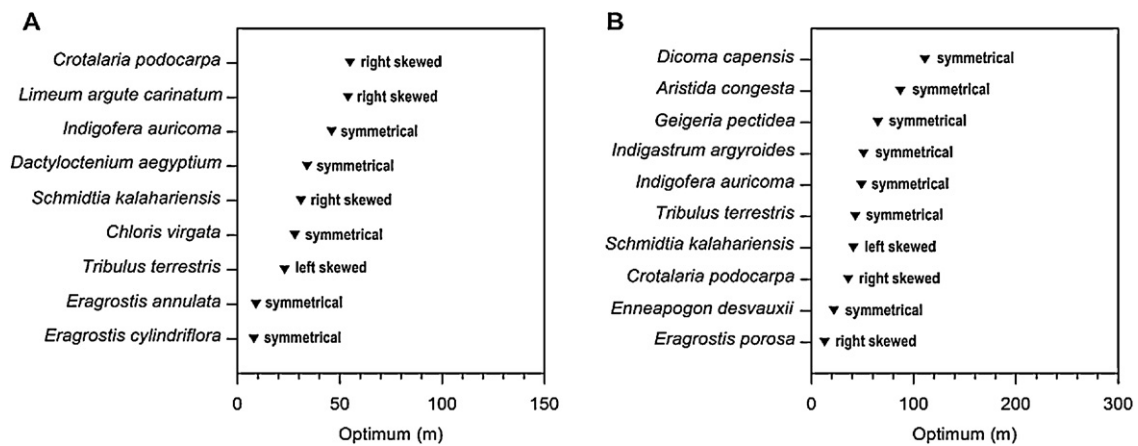 A
Crotalaria podocarpa right skewed
Limeum argute carinatum right skewed
Indigofera auricoma symmetrical
Dactyloctenium aegyptium symmetrical
Schmidtia kalahariensis right skewed
Chloris virgata symmetrical
Tribulus terrestris left skewed
Eragrostis annulata symmetrical
Eragrostis cylindriflora symmetrical
0 50 100 150
Optimum (m)
B
Dicoma capensis symmetrical
Aristida congesta symmetrical
Geigeria pectidea symmetrical
Indigastrum argyroides symmetrical
Indigofera auricoma symmetrical
Tribulus terrestris symmetrical
Schmidtia kalahariensis left skewed
Crotalaria podocarpa right skewed
Enneapogon desvauxii symmetrical
Eragrostis porosa right skewed
0 100 200 300
Optimum (m)